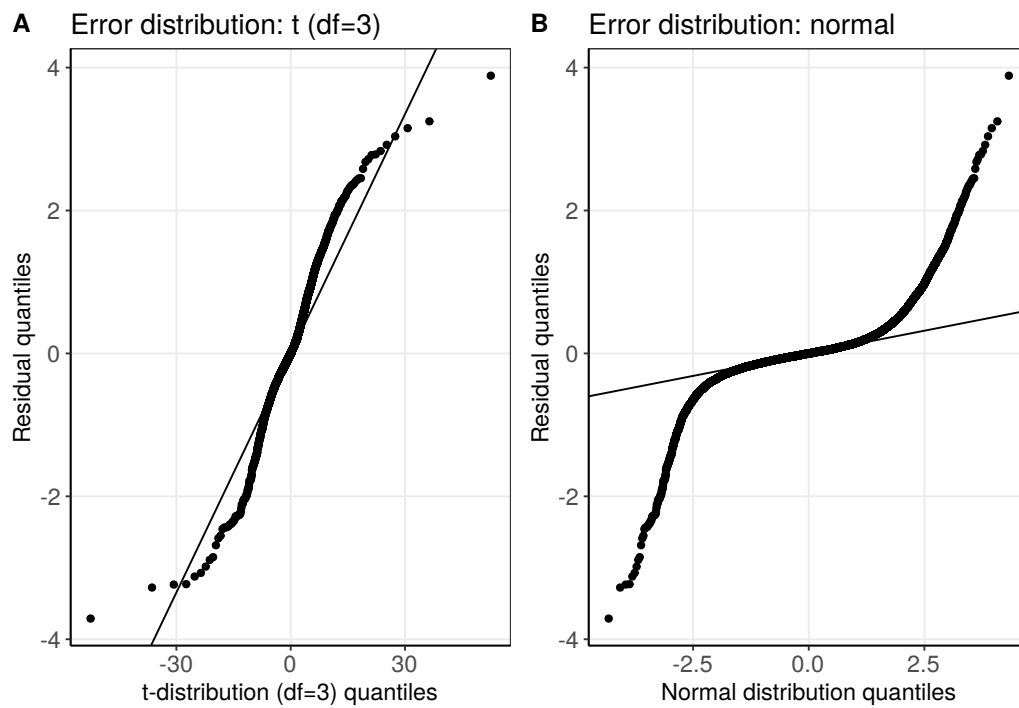 A Error distribution: t (df=3)
Residual quantiles
4
2
0
-2
-4
-30 0 30
t-distribution (df=3) quantiles
B Error distribution: normal
Residual quantiles
4
2
0
-2
-4
-2.5 0.0 2.5
Normal distribution quantiles